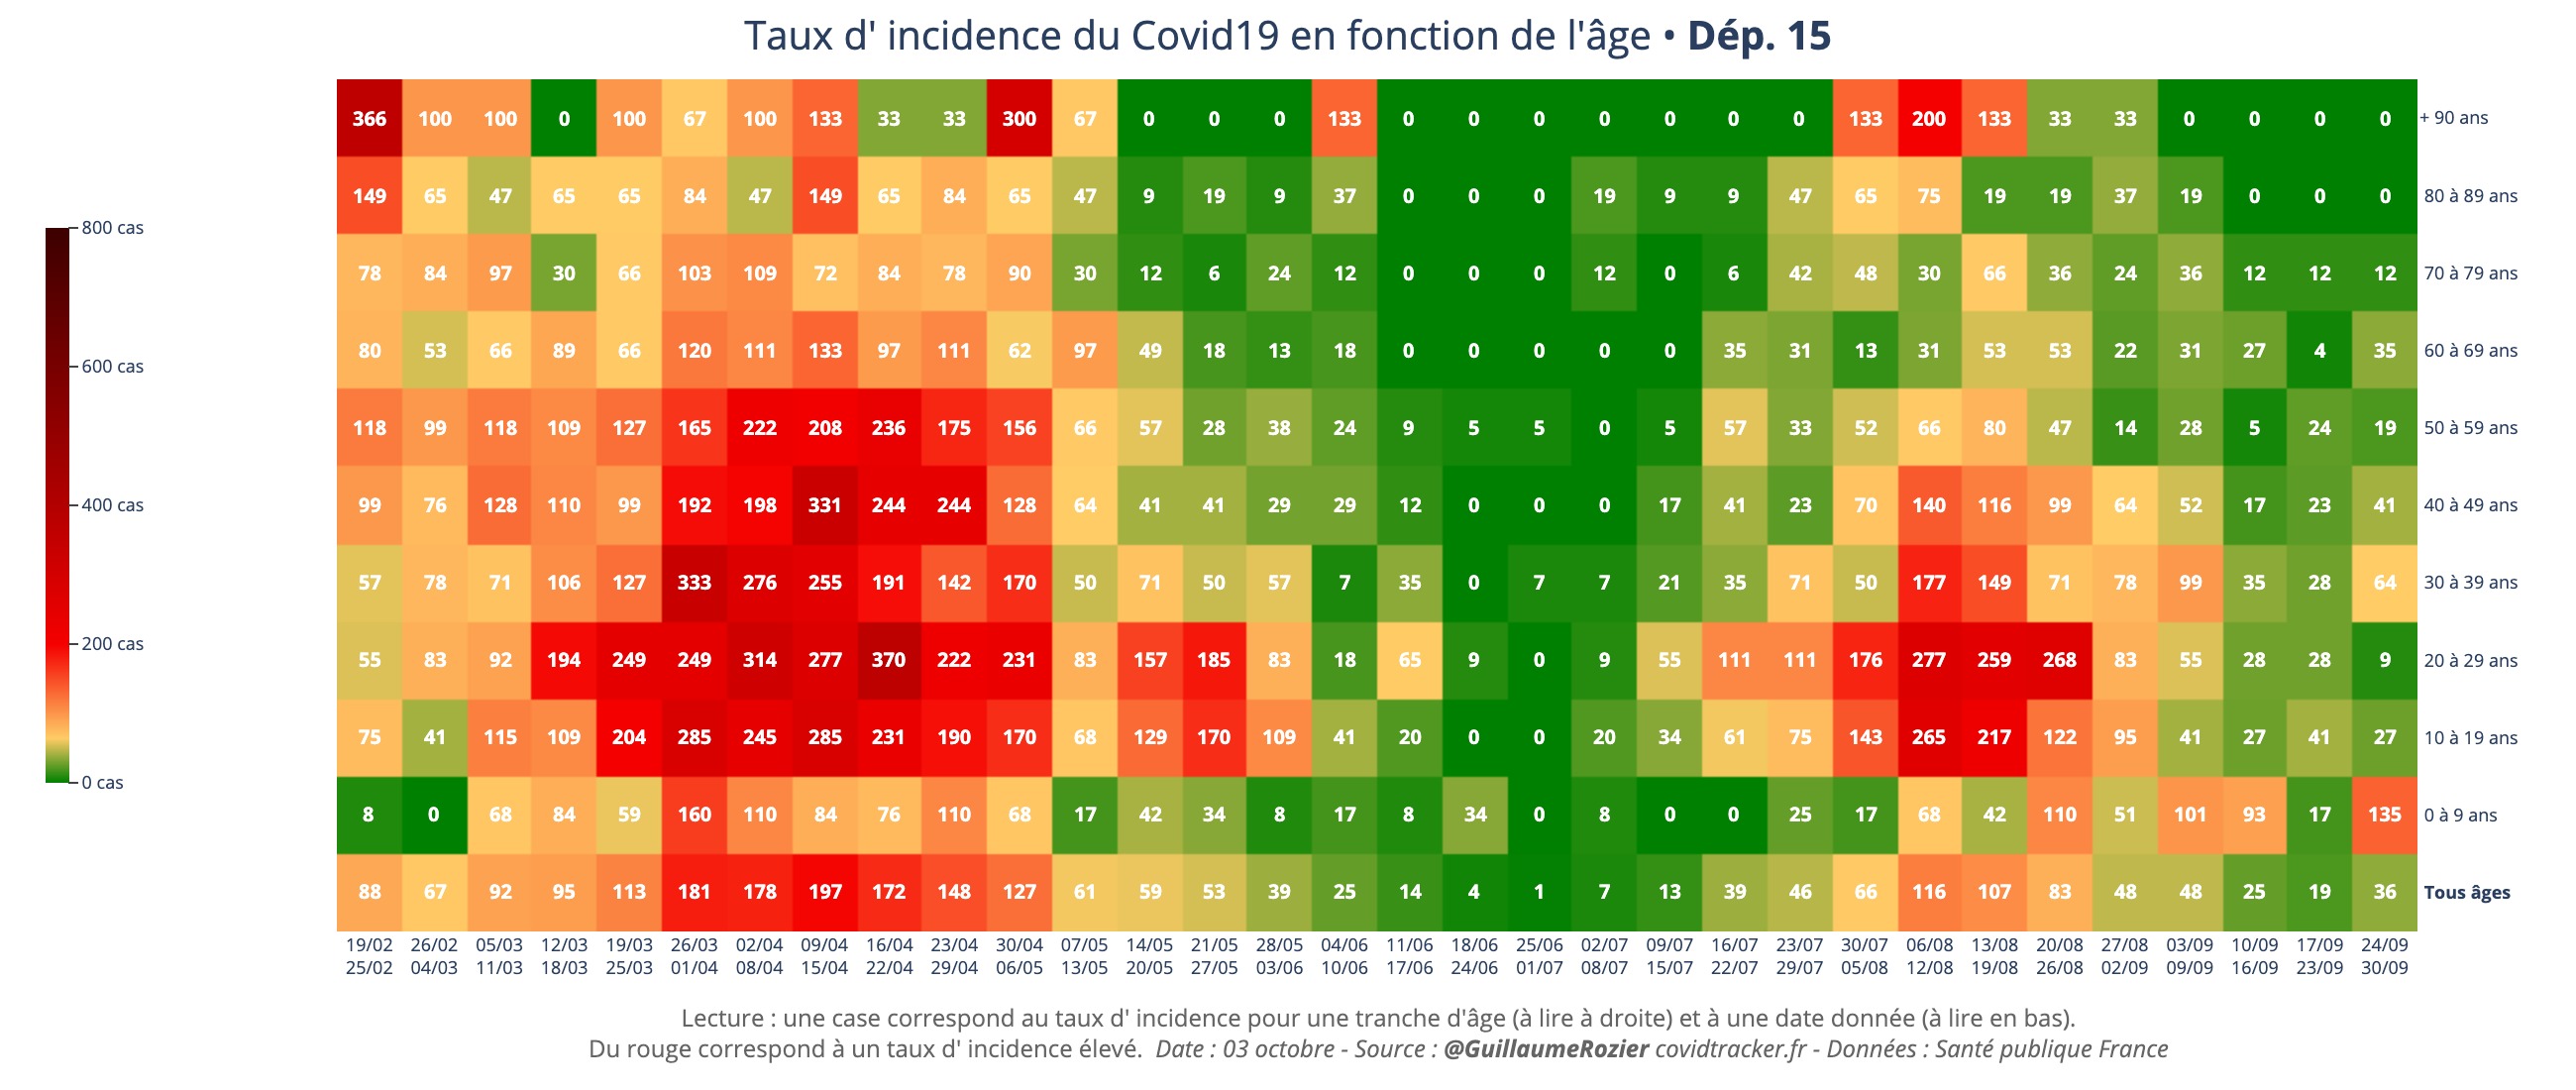 Taux d' incidence du Covid19 en fonction de l'âge • Dép. 15
800 cas
600 cas
400 cas
200 cas
0 cas
366 100 100 0 100 67 100 133 33 33 300 67 0 0 0 133 0 0 0 0 0 0 0 133 200 133 33 33 0 0 0 0 + 90 ans
149 65 47 65 65 84 47 149 65 84 65 47 9 19 9 37 0 0 0 19 9 9 47 65 75 19 19 37 19 0 0 0 80 à 89 ans
78 84 97 30 66 103 109 72 84 78 90 30 12 6 24 12 0 0 0 12 0 6 42 48 30 66 36 24 36 12 12 12 70 à 79 ans
80 53 66 89 66 120 111 133 97 111 62 97 49 18 13 18 0 0 0 0 0 35 31 13 31 53 53 22 31 27 4 35 60 à 69 ans
118 99 118 109 127 165 222 208 236 175 156 66 57 28 38 24 9 5 5 0 5 57 33 52 66 80 47 14 28 5 24 19 50 à 59 ans
99 76 128 110 99 192 198 331 244 244 128 64 41 41 29 29 12 0 0 0 17 41 23 70 140 116 99 64 52 17 23 41 40 à 49 ans
57 78 71 106 127 333 276 255 191 142 170 50 71 50 57 7 35 0 7 7 21 35 71 50 177 149 71 78 99 35 28 64 30 à 39 ans
55 83 92 194 249 249 314 277 370 222 231 83 157 185 83 18 65 9 0 9 55 111 111 176 277 259 268 83 55 28 28 9 20 à 29 ans
75 41 115 109 204 285 245 285 231 190 170 68 129 170 109 41 20 0 0 20 34 61 75 143 265 217 122 95 41 27 41 27 10 à 19 ans
8 0 68 84 59 160 110 84 76 110 68 17 42 34 8 17 8 34 0 8 0 0 25 17 68 42 110 51 101 93 17 135 0 à 9 ans
88 67 92 95 113 181 178 197 172 148 127 61 59 53 39 25 14 4 1 7 13 39 46 66 116 107 83 48 48 25 19 36 Tous âges
19/02 26/02 05/03 12/03 19/03 26/03 02/04 09/04 16/04 23/04 30/04 07/05 14/05 21/05 28/05 04/06 11/06 18/06 25/06 02/07 09/07 16/07 23/07 30/07 06/08 13/08 20/08 27/08 03/09 10/09 17/09 24/09
25/02 04/03 11/03 18/03 25/03 01/04 08/04 15/04 22/04 29/04 06/05 13/05 20/05 27/05 03/06 10/06 17/06 24/06 01/07 08/07 15/07 22/07 29/07 05/08 12/08 19/08 26/08 02/09 09/09 16/09 23/09 30/09
Lecture : une case correspond au taux d' incidence pour une tranche d'âge (à lire à droite) et à une date donnée (à lire en bas).
Du rouge correspond à un taux d' incidence élevé. Date : 03 octobre - Source : @GuillaumeRozier covidtracker.fr - Données : Santé publique France